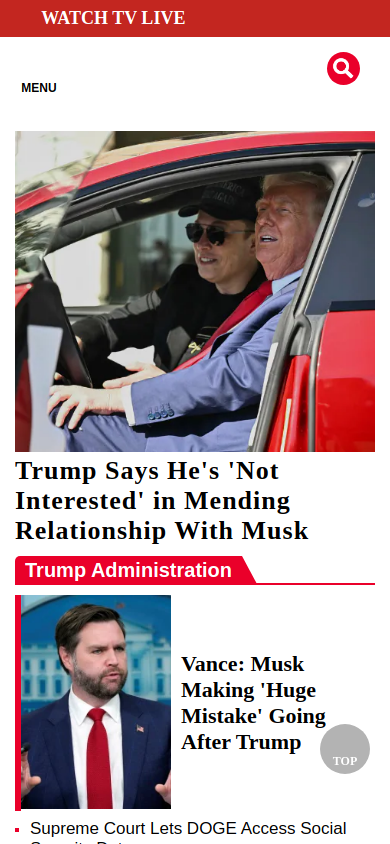 WATCH TV LIVE
MENU
Trump Says He's 'Not
Interested' in Mending
Relationship With Musk
Trump Administration
Vance: Musk
Making 'Huge
Mistake' Going
After Trump
TOP
Supreme Court Lets DOGE Access Social